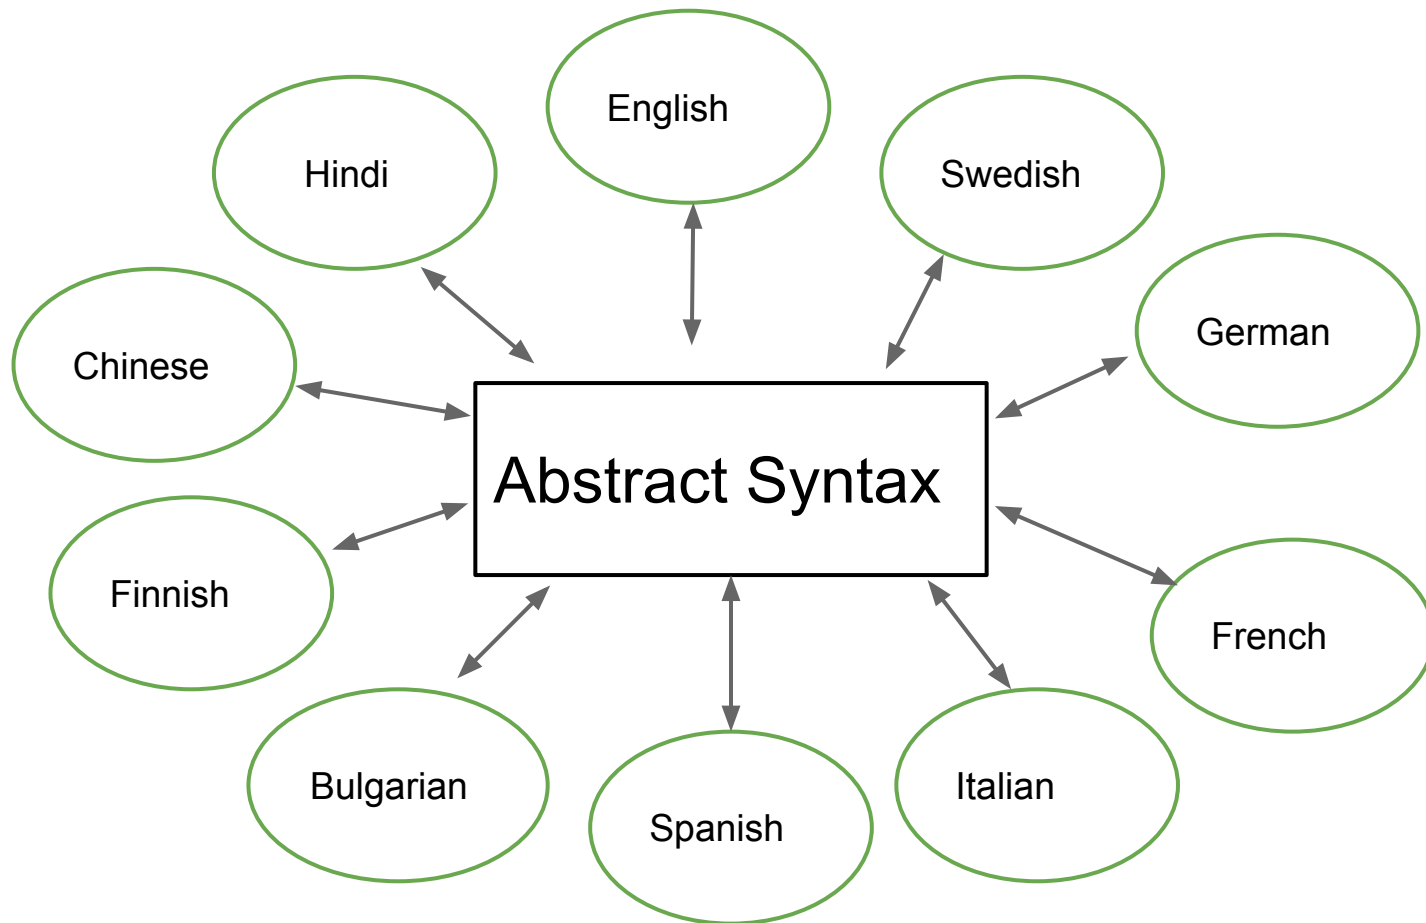 English
Hindi
Swedish
German
Chinese
Abstract Syntax
Finnish
French
Bulgarian
Italian
Spanish